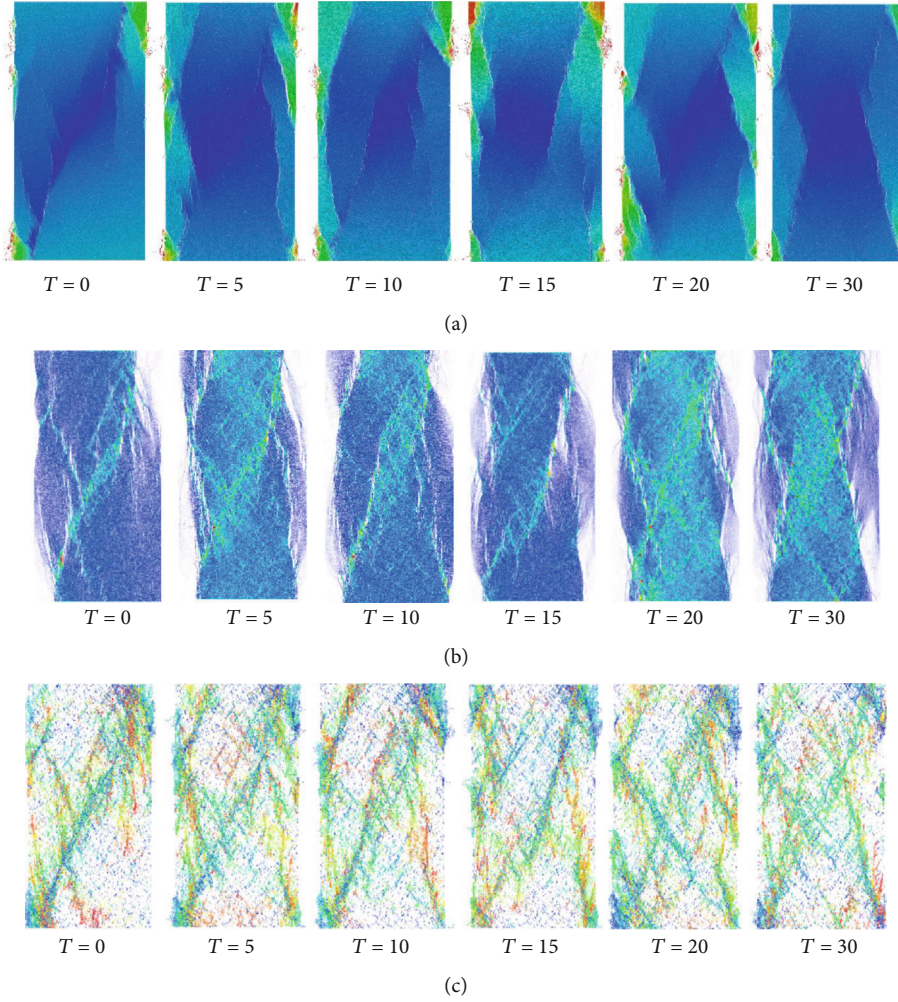 T = 0 T = 5 T = 10 T = 15 T = 20 T = 30
(a)
T = 0 T = 5 T = 10 T = 15 T = 20 T = 30
(b)
T = 0 T = 5 T = 10 T = 15 T = 20 T = 30
(c)